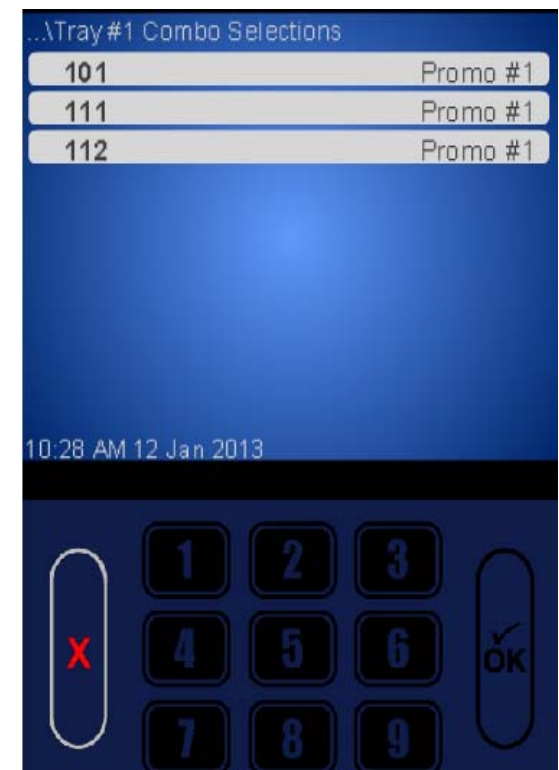 ...\Tray #1 Combo Selections
101 Promo #1
111 Promo #1
112 Promo #1
10:28 AM 12 Jan 2013
1 2 3
X 4 5 6 OK
7 8 9